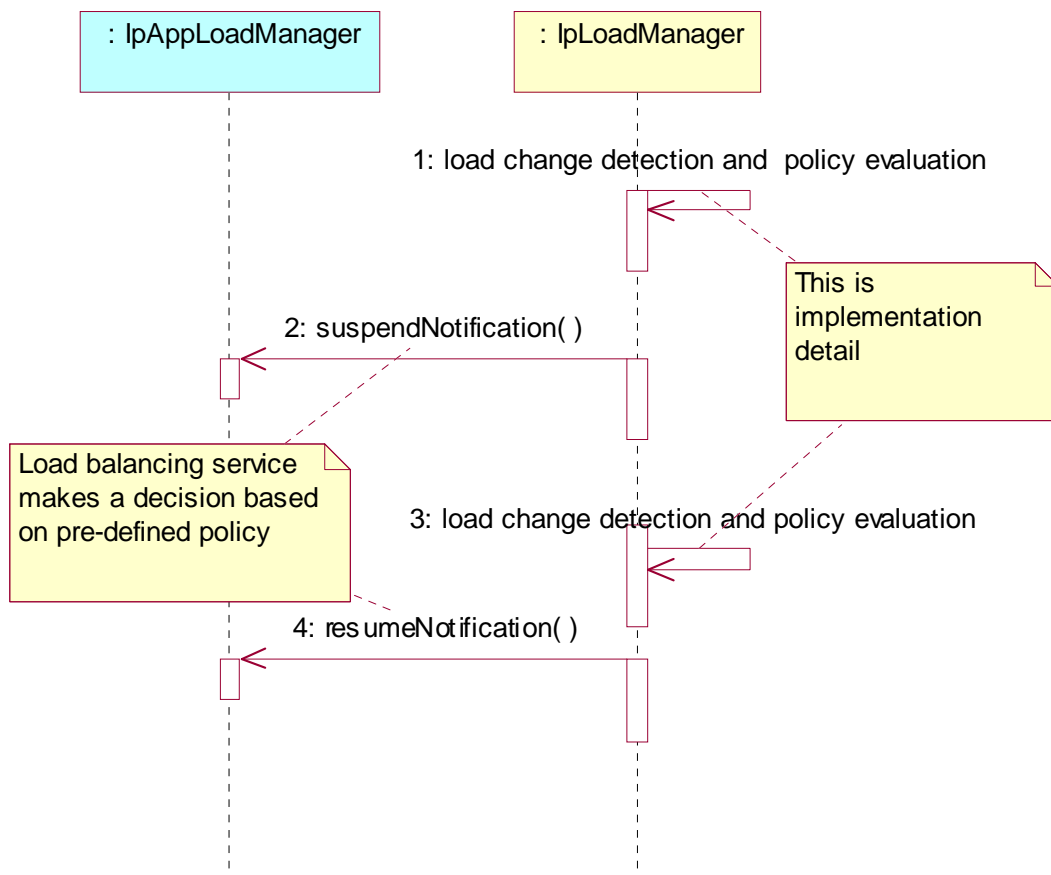 : IpAppLoadManager
: IpLoadManager
1: load change detection and policy evaluation
This is
implementation
detail
2: suspendNotification( )
Load balancing service
makes a decision based
on pre-defined policy
3: load change detection and policy evaluation
4: resumeNotification( )